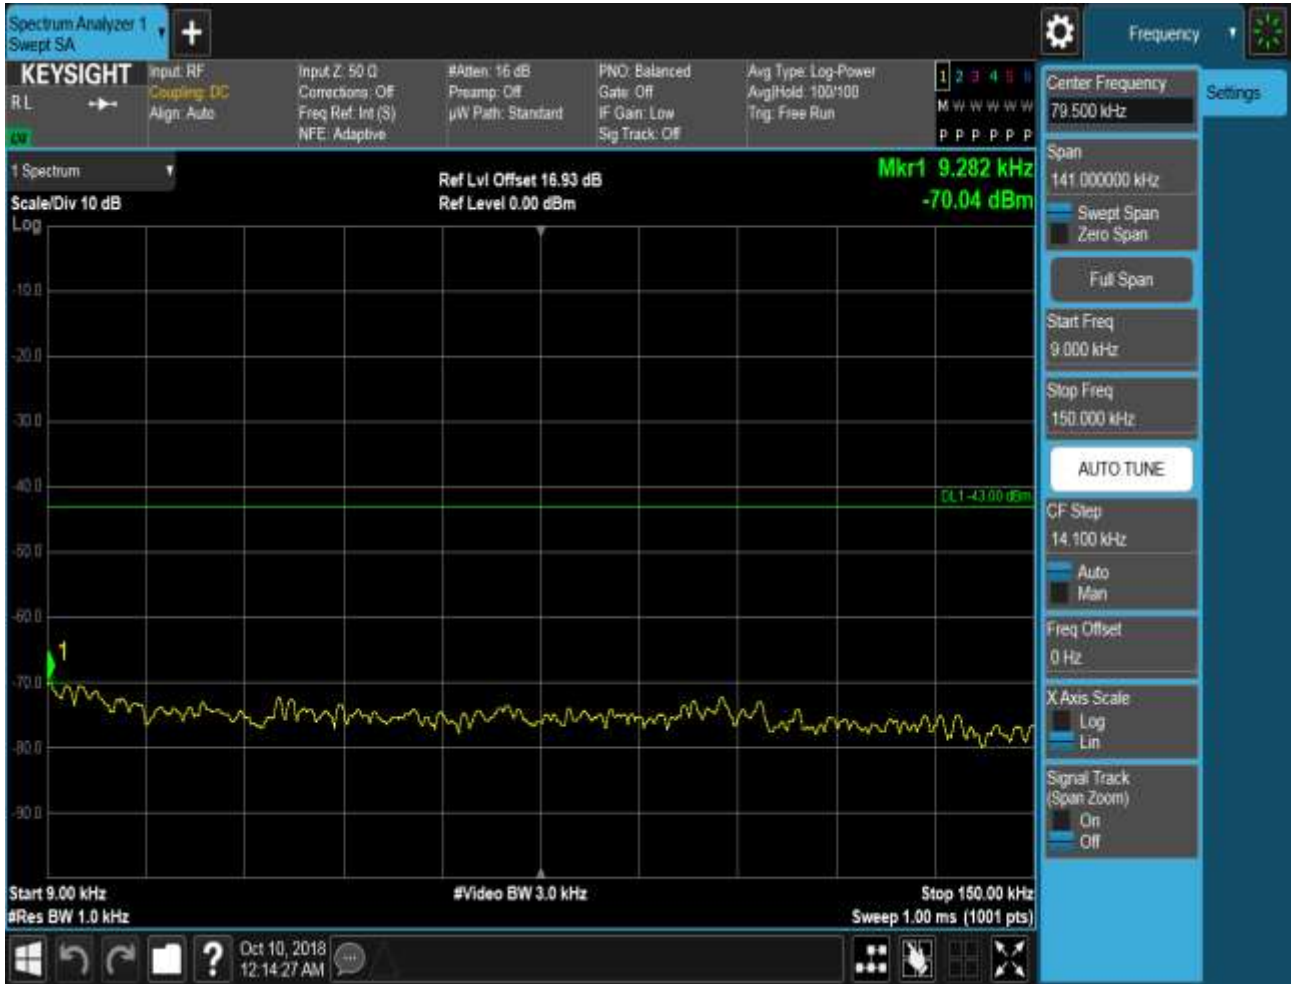 Spectrum Analyzer 1
Swept SA
Frequency
KEYSIGHT
R L
Input: RF
Coupling: DC
Align: Auto
Input Z: 50 Ω
Corrections: Off
Freq Ref: Int (S)
NFE: Adaptive
#Atten: 16 dB
Preamp: Off
µW Path: Standard
PNO: Balanced
Gate: Off
IF Gain: Low
Sig Track: Off
Avg Type: Log-Power
Avg|Hold: 100/100
Trig: Free Run
1 2 3 4 5 6
M W W W W W
P P P P P P
1 Spectrum
Scale/Div 10 dB
Log
Ref Lvl Offset 16.93 dB
Ref Level 0.00 dBm
Mkr1 9.282 kHz
-70.04 dBm
-10.0
-20.0
-30.0
-40.0
DL1 -43.00 dBm
-50.0
-60.0
1
-70.0
-80.0
-90.0
Start 9.00 kHz
#Res BW 1.0 kHz
#Video BW 3.0 kHz
Stop 150.00 kHz
Sweep 1.00 ms (1001 pts)
?
Oct 10, 2018
12:14:27 AM
Center Frequency
79.500 kHz
Settings
Span
141.000000 kHz
Swept Span
Zero Span
Full Span
Start Freq
9.000 kHz
Stop Freq
150.000 kHz
AUTO TUNE
CF Step
14.100 kHz
Auto
Man
Freq Offset
0 Hz
X Axis Scale
Log
Lin
Signal Track
(Span Zoom)
On
Off